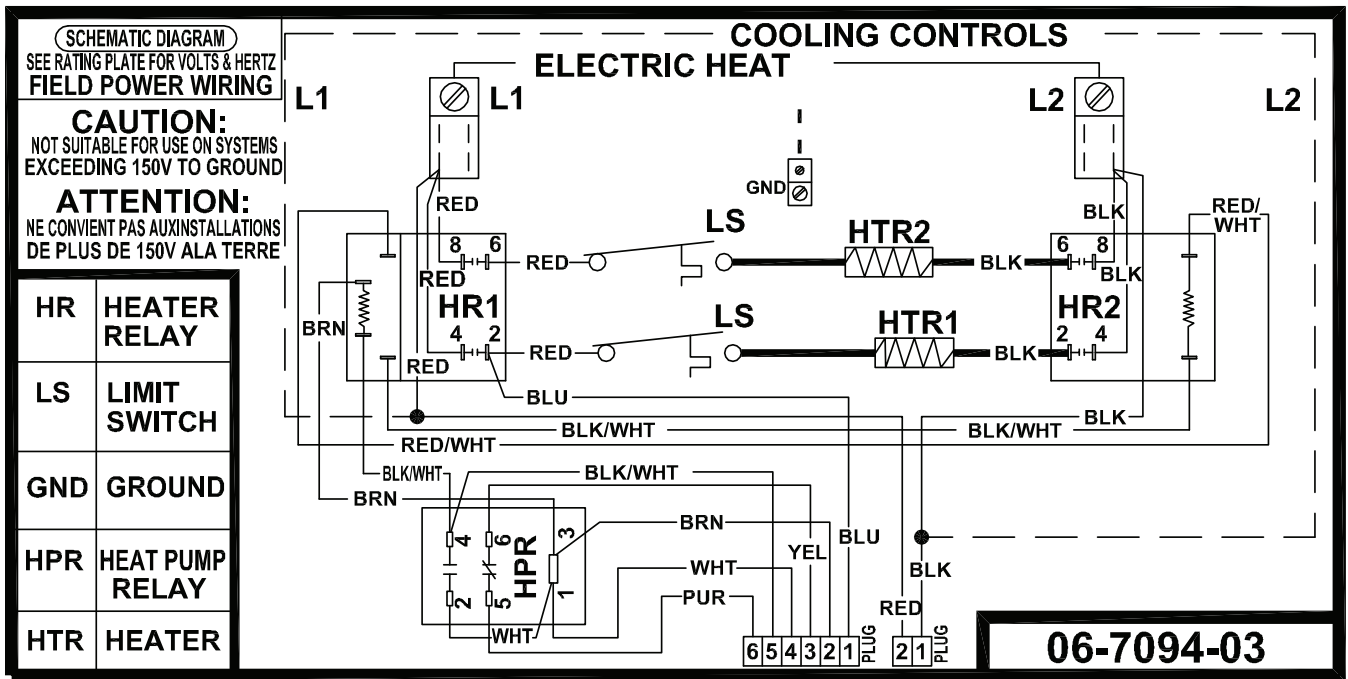 SCHEMATIC DIAGRAM
SEE RATING PLATE FOR VOLTS & HERTZ
FIELD POWER WIRING
CAUTION:
NOT SUITABLE FOR USE ON SYSTEMS
EXCEEDING 150V TO GROUND
ATTENTION:
NE CONVIENT PAS AUXINSTALLATIONS
DE PLUS DE 150V ALA TERRE
HR HEATER
RELAY
LS LIMIT
SWITCH
GND GROUND
HPR HEAT PUMP
RELAY
HTR HEATER
COOLING CONTROLS
ELECTRIC HEAT
L1 L1 L2 L2
GND
RED BLK RED/
WHT
LS HTR2
8 6 RED BLK 6 8
RED BLK
HR1 LS HTR1 HR2
BRN
4 2 RED BLK 2 4
RED
BLU
BLK
BLK/WHT BLK/WHT
RED/WHT
BLK/WHT BLK/WHT
BRN
BRN
4 6 HPR 3
YEL BLU
WHT BLK
2 5 1
PUR RED
WHT
6 5 4 3 2 1 PLUG 2 1 PLUG
06-7094-03